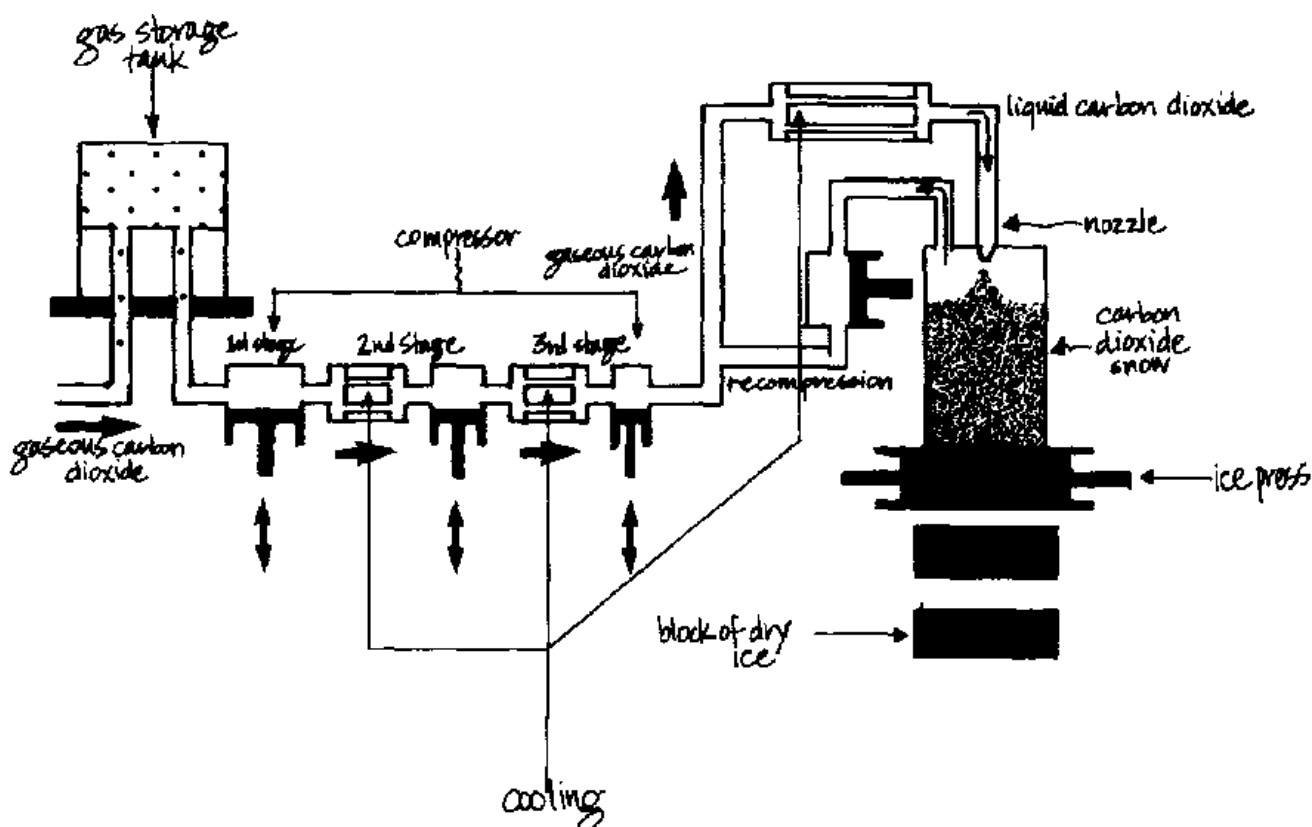 gas storage
tank
liquid carbon dioxide
nozzle
compressor
gaseous carbon
dioxide
1st stage
2nd stage
3rd stage
carbon
dioxide
snow
recompression
gaseous carbon
dioxide
ice press
block of dry
ice
cooling